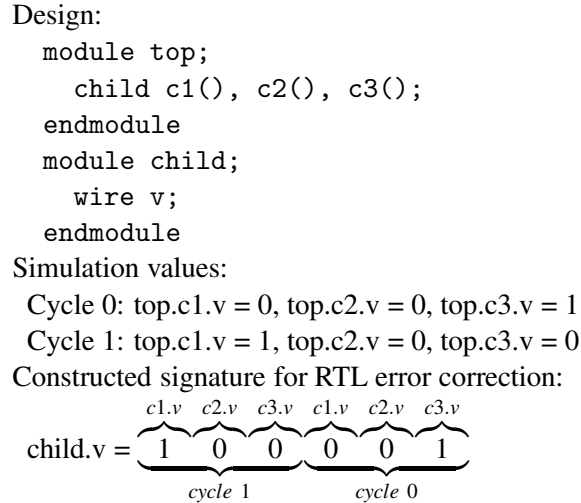 Design:
module top;
child c1(), c2(), c3();
endmodule
module child;
wire v;
endmodule
Simulation values:
Cycle 0: top.c1.v = 0, top.c2.v = 0, top.c3.v = 1
Cycle 1: top.c1.v = 1, top.c2.v = 0, top.c3.v = 0
Constructed signature for RTL error correction:
c1.v c2.v c3.v c1.v c2.v c3.v
child.v = 1 0 0 0 0 1
cycle 1 cycle 0